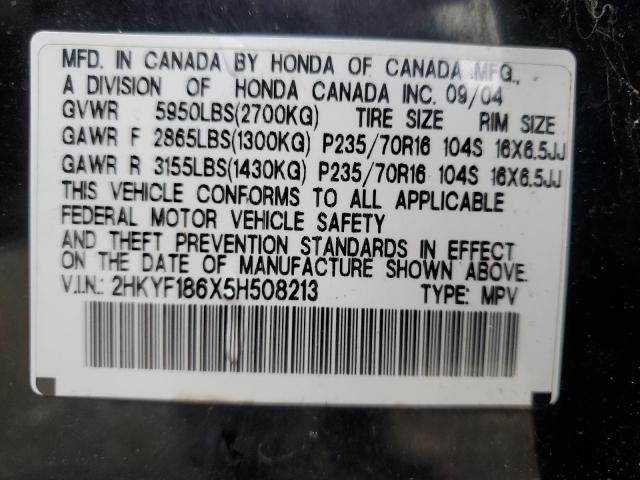 MFD. IN CANADA BY HONDA OF CANADA MFG.,
A DIVISION OF HONDA CANADA INC. 09/04
GVWR 5950LBS(2700KG) TIRE SIZE RIM SIZE
GAWR F 2865LBS(1300KG) P235/70R16 104S 16X6.5JJ
GAWR R 3155LBS(1430KG) P235/70R16 104S 16X6.5JJ
THIS VEHICLE CONFORMS TO ALL APPLICABLE
FEDERAL MOTOR VEHICLE SAFETY
AND THEFT PREVENTION STANDARDS IN EFFECT
ON THE DATE OF MANUFACTURE SHOWN ABOVE.
V.I.N.: 2HKYF186X5H508213 TYPE: MPV